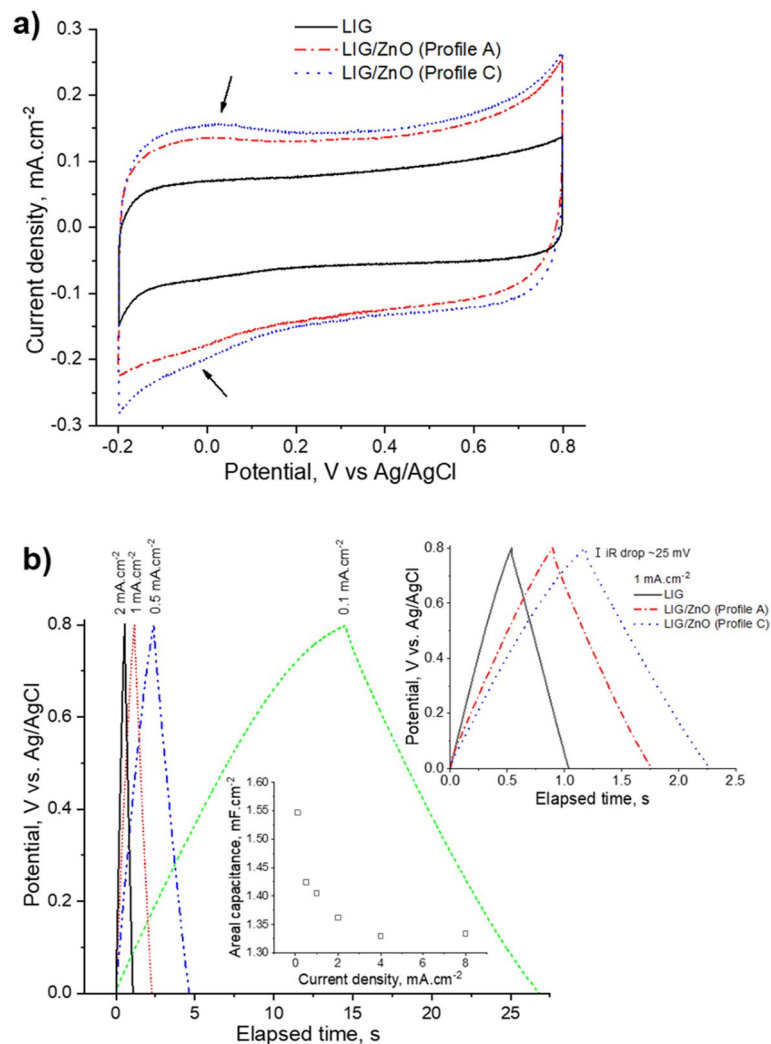 a)
LIG
LIG/ZnO (Profile A)
LIG/ZnO (Profile C)
Current density, mA.cm-2
0.3
0.2
0.1
0.0
-0.1
-0.2
-0.3
-0.2 0.0 0.2 0.4 0.6 0.8
Potential, V vs Ag/AgCl
b)
2 mA.cm-2
1 mA.cm-2
0.5 mA.cm-2
0.1 mA.cm-2
Potential, V vs. Ag/AgCl
0.8
0.6
0.4
0.2
0.0
0 5 10 15 20 25
Elapsed time, s
Areal capacitance, mF.cm-2
1.60
1.55
1.50
1.45
1.40
1.35
1.30
0 2 4 6 8
Current density, mA.cm-2
Potential, V vs. Ag/AgCl
0.8
0.6
0.4
0.2
0.0
0.0 0.5 1.0 1.5 2.0 2.5
Elapsed time, s
iR drop ~25 mV
1 mA.cm-2
LIG
LIG/ZnO (Profile A)
LIG/ZnO (Profile C)